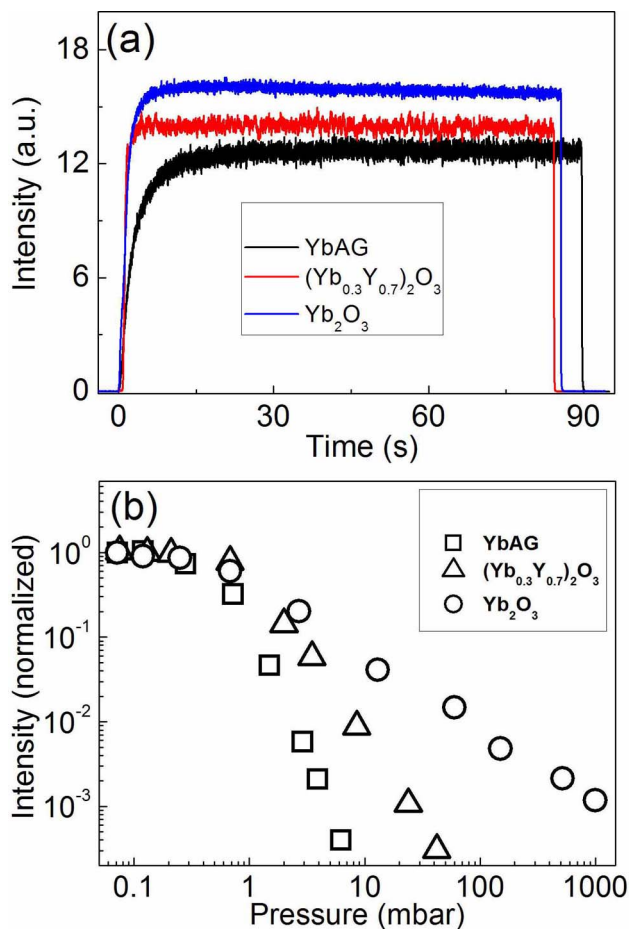 (a)
18
12
6
0
Intensity (a.u.)
YbAG
(Yb0.3Y0.7)2O3
Yb2O3
0 30 60 90
Time (s)
(b)
10^0
10^-1
10^-2
10^-3
Intensity (normalized)
YbAG
(Yb0.3Y0.7)2O3
Yb2O3
0.1 1 10 100 1000
Pressure (mbar)